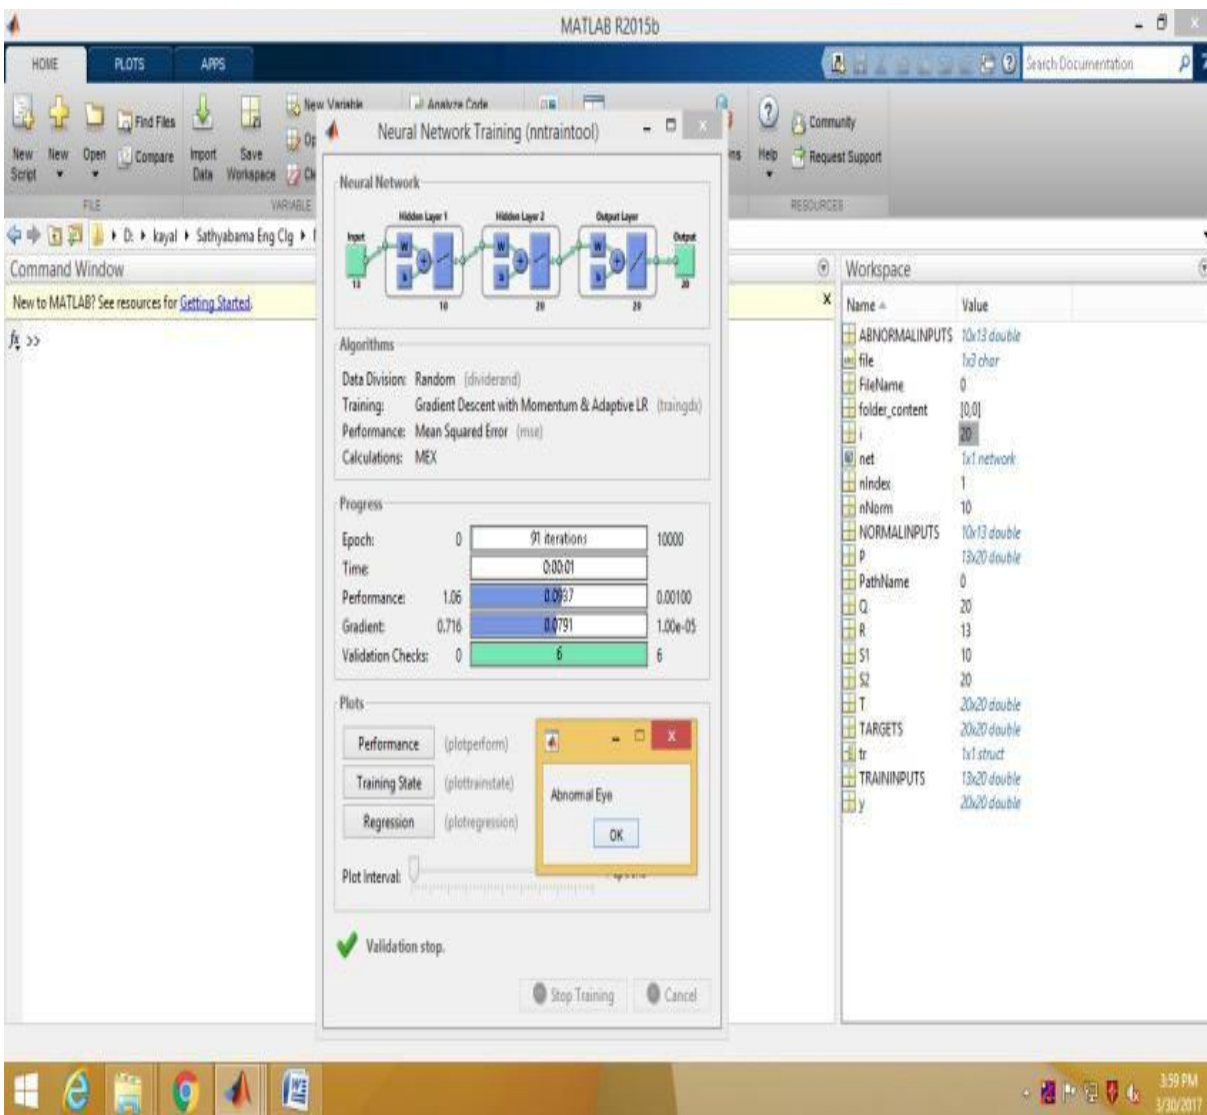 MATLAB R2015b
HOME PLOTS APPS
Search Documentation
New Script
New
Open
Find Files
Compare
Import Data
Save Workspace
New Variable
Analyze Code
Help
Community
Request Support
FILE VARIABLE RESOURCES
D: kayal Sathyabama Eng Clg
Command Window
New to MATLAB? See resources for Getting Started.
fx >>
Neural Network Training (nntraintool)
Neural Network
Hidden Layer 1 Hidden Layer 2 Output Layer
Input Output
W W W
b b b
13 10 20 20 20
Algorithms
Data Division: Random (dividerand)
Training: Gradient Descent with Momentum & Adaptive LR (traingdx)
Performance: Mean Squared Error (mse)
Calculations: MEX
Progress
Epoch: 0 91 iterations 10000
Time: 0:00:01
Performance: 1.06 0.0937 0.00100
Gradient: 0.716 0.0791 1.00e-05
Validation Checks: 0 6 6
Plots
Performance (plotperform)
Training State (plottrainstate)
Regression (plotregression)
Plot Interval:
Abnormal Eye
OK
Validation stop.
Stop Training Cancel
Workspace
Name Value
ABNORMALINPUTS 10x13 double
file 1x3 char
FileName 0
folder_content [0,0]
i 20
net 1x1 network
nIndex 1
nNorm 10
NORMALINPUTS 10x13 double
P 13x20 double
PathName 0
Q 20
R 13
S1 10
S2 20
T 20x20 double
TARGETS 20x20 double
tr 1x1 struct
TRAININPUTS 13x20 double
y 20x20 double
3:59 PM
3/30/2017